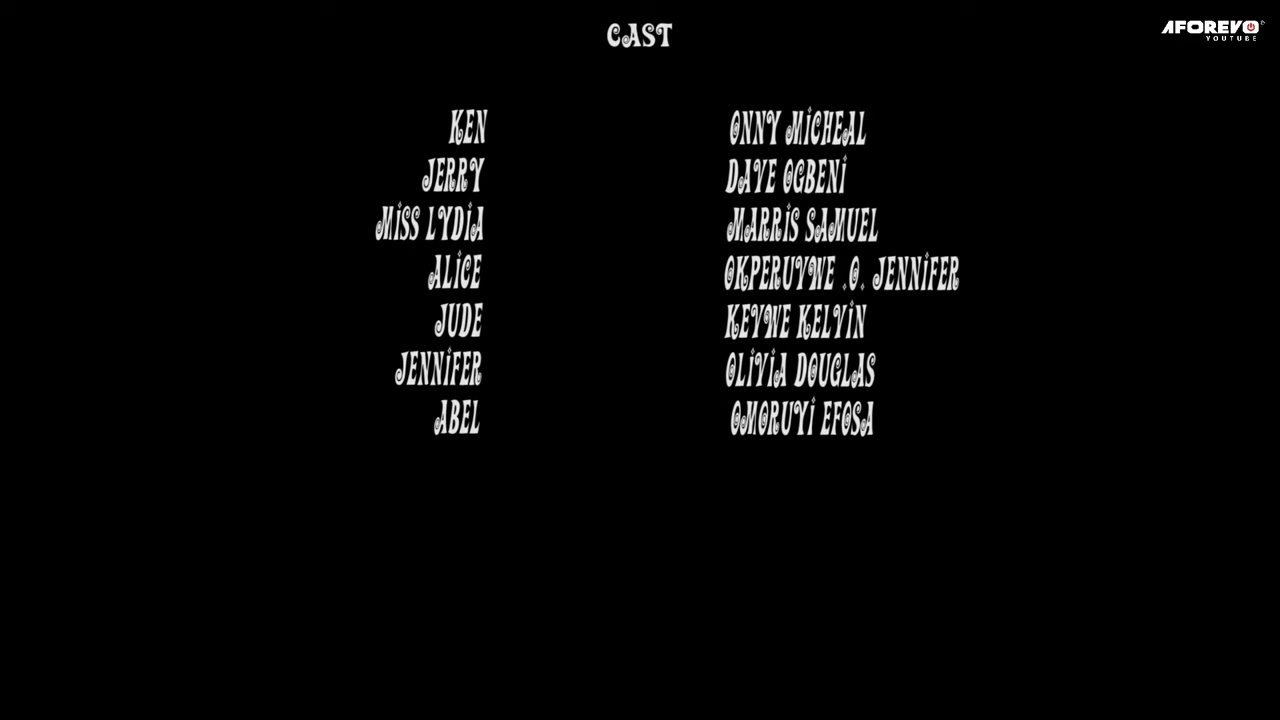 CAST
AFOREVO
YOUTUBE
KEN ONNY MiCHEAL
JERRY DAVE OGBENi
MiSS LYDiA MARRiS SAMUEL
ALiCE OKPERUVWE .O. JENNiFER
JUDE KEVWE KELViN
JENNiFER OLiViA DOUGLAS
ABEL OMORUYi EFOSA